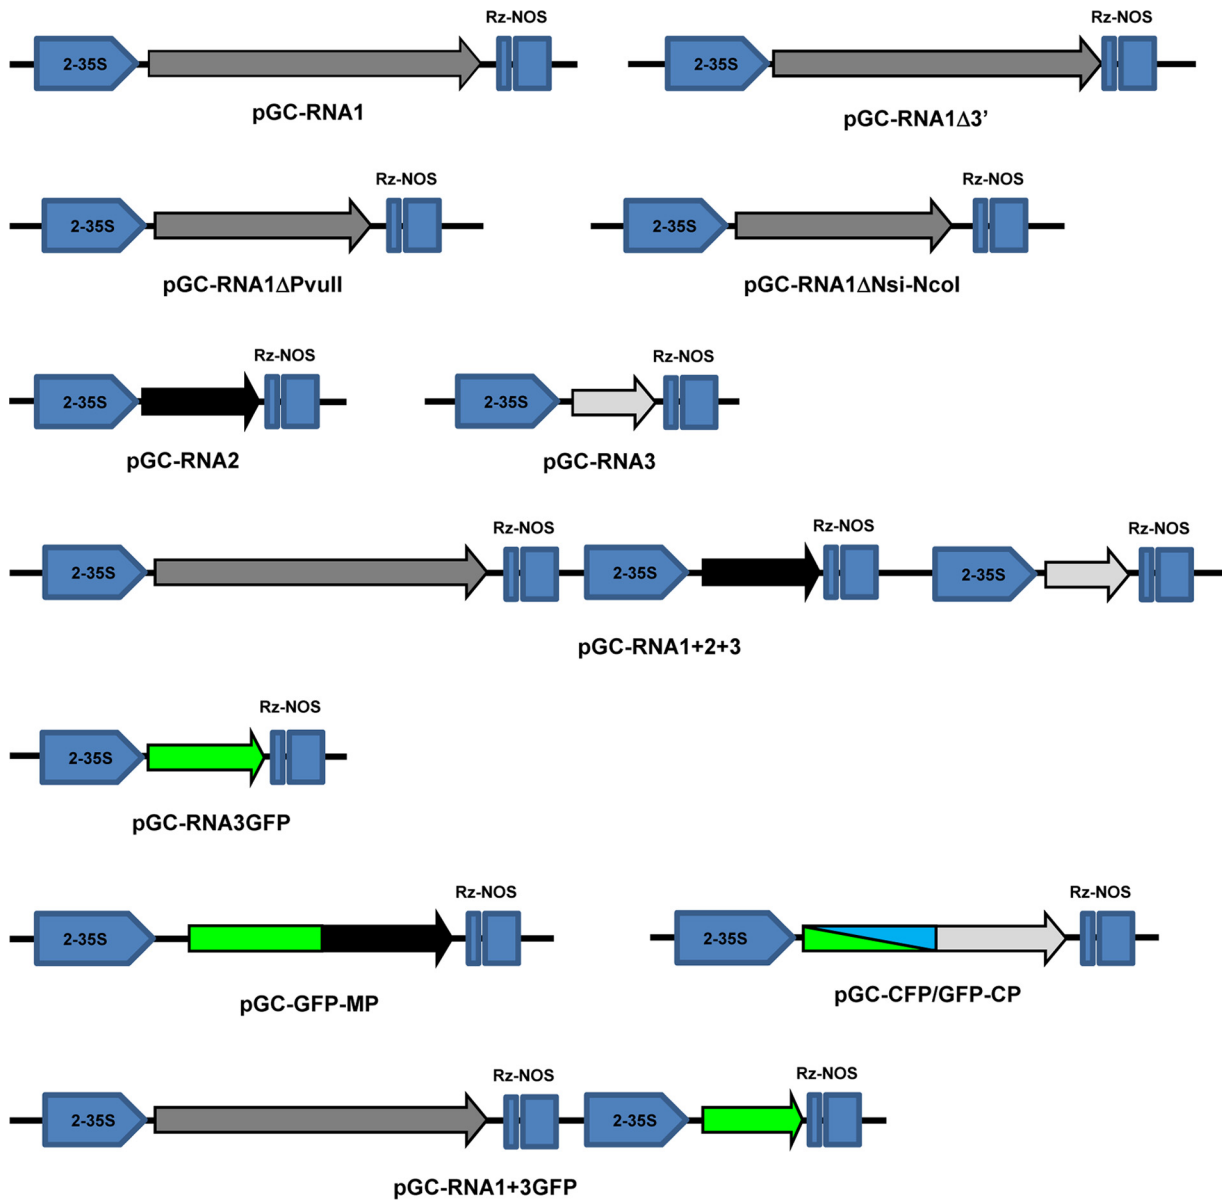 Rz-NOS Rz-NOS
2-35S 2-35S
pGC-RNA1 pGC-RNA1Δ3’
Rz-NOS Rz-NOS
2-35S 2-35S
pGC-RNA1ΔPvuII pGC-RNA1ΔNsi-NcoI
Rz-NOS Rz-NOS
2-35S 2-35S
pGC-RNA2 pGC-RNA3
Rz-NOS Rz-NOS Rz-NOS
2-35S 2-35S 2-35S
pGC-RNA1+2+3
Rz-NOS
2-35S
pGC-RNA3GFP
Rz-NOS Rz-NOS
2-35S 2-35S
pGC-GFP-MP pGC-CFP/GFP-CP
Rz-NOS Rz-NOS
2-35S 2-35S
pGC-RNA1+3GFP